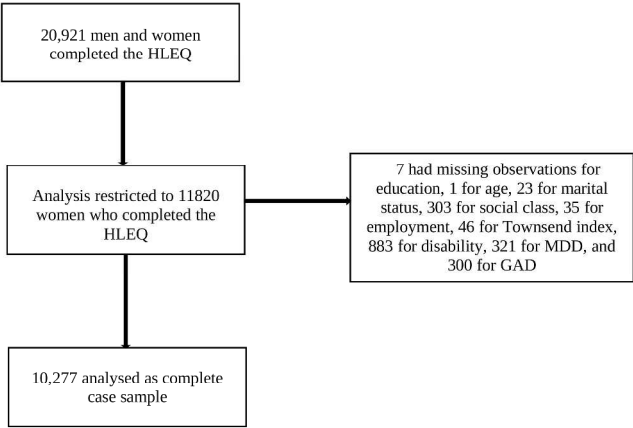 20,921 men and women
completed the HLEQ
Analysis restricted to 11820
women who completed the
HLEQ
7 had missing observations for
education, 1 for age, 23 for marital
status, 303 for social class, 35 for
employment, 46 for Townsend index,
883 for disability, 321 for MDD, and
300 for GAD
10,277 analysed as complete
case sample